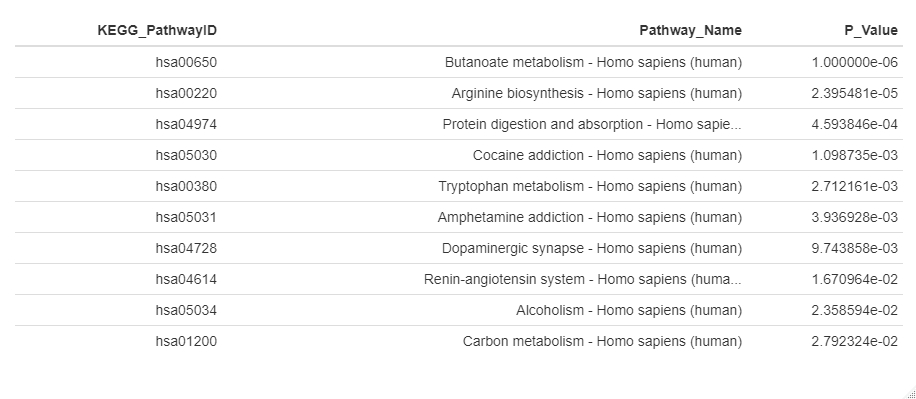 KEGG_PathwayID Pathway_Name P_Value
hsa00650 Butanoate metabolism - Homo sapiens (human) 1.000000e-06
hsa00220 Arginine biosynthesis - Homo sapiens (human) 2.395481e-05
hsa04974 Protein digestion and absorption - Homo sapie... 4.593846e-04
hsa05030 Cocaine addiction - Homo sapiens (human) 1.098735e-03
hsa00380 Tryptophan metabolism - Homo sapiens (human) 2.712161e-03
hsa05031 Amphetamine addiction - Homo sapiens (human) 3.936928e-03
hsa04728 Dopaminergic synapse - Homo sapiens (human) 9.743858e-03
hsa04614 Renin-angiotensin system - Homo sapiens (huma... 1.670964e-02
hsa05034 Alcoholism - Homo sapiens (human) 2.358594e-02
hsa01200 Carbon metabolism - Homo sapiens (human) 2.792324e-02